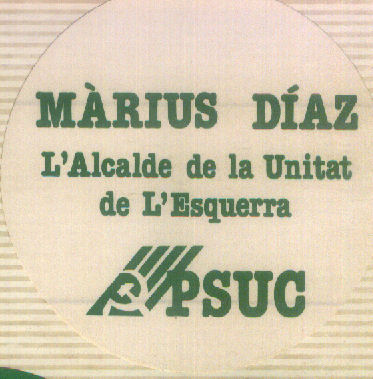 MÀRIUS DÍAZ
L'Alcalde de la Unitat
de L'Esquerra
PSUC